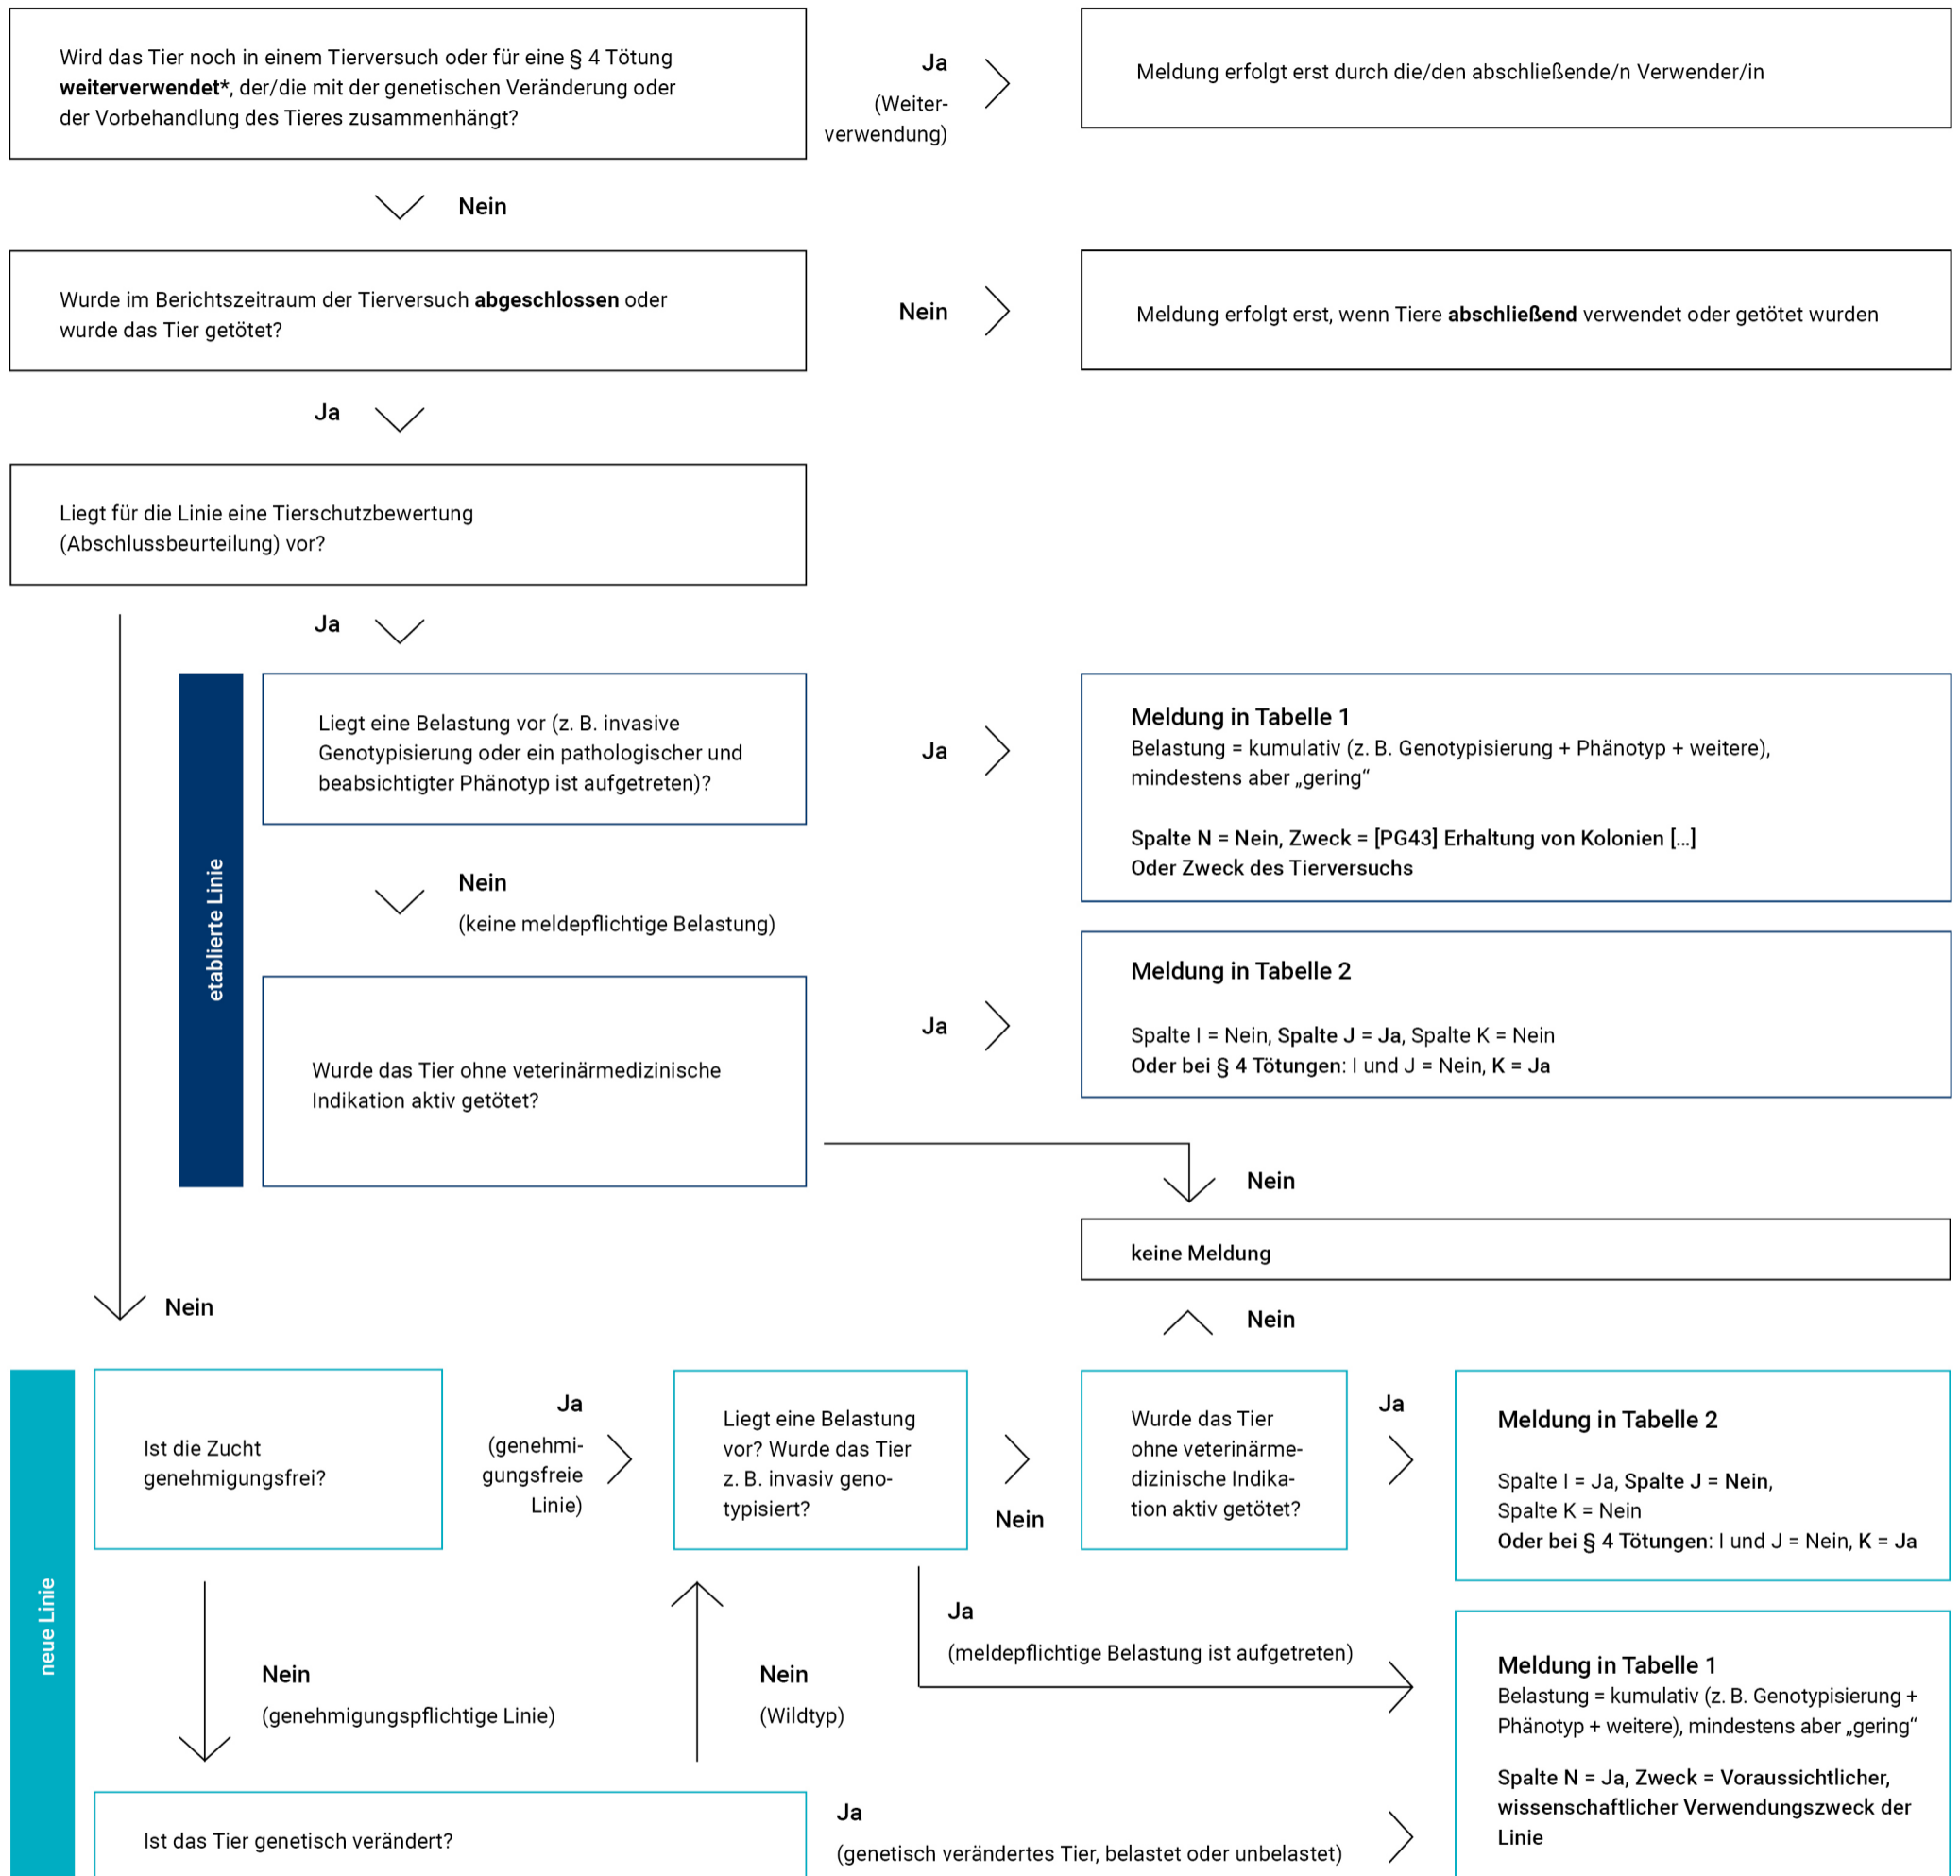 Wird das Tier noch in einem Tierversuch oder für eine § 4 Tötung
weiterverwendet*, der/die mit der genetischen Veränderung oder
der Vorbehandlung des Tieres zusammenhängt?
Ja
(Weiter-
verwendung)
Meldung erfolgt erst durch die/den abschließende/n Verwender/in
Nein
Wurde im Berichtszeitraum der Tierversuch abgeschlossen oder
wurde das Tier getötet?
Nein
Meldung erfolgt erst, wenn Tiere abschließend verwendet oder getötet wurden
Ja
Liegt für die Linie eine Tierschutzbewertung
(Abschlussbeurteilung) vor?
Ja
etablierte Linie
Liegt eine Belastung vor (z. B. invasive
Genotypisierung oder ein pathologischer und
beabsichtigter Phänotyp ist aufgetreten)?
Ja
Meldung in Tabelle 1
Belastung = kumulativ (z. B. Genotypisierung + Phänotyp + weitere),
mindestens aber „gering“
Spalte N = Nein, Zweck = [PG43] Erhaltung von Kolonien [...]
Oder Zweck des Tierversuchs
Nein
(keine meldepflichtige Belastung)
Wurde das Tier ohne veterinärmedizinische
Indikation aktiv getötet?
Ja
Meldung in Tabelle 2
Spalte I = Nein, Spalte J = Ja, Spalte K = Nein
Oder bei § 4 Tötungen: I und J = Nein, K = Ja
Nein
keine Meldung
Nein
Nein
neue Linie
Ist die Zucht
genehmigungsfrei?
Ja
(genehmi-
gungsfreie
Linie)
Liegt eine Belastung
vor? Wurde das Tier
z. B. invasiv geno-
typisiert?
Nein
Wurde das Tier
ohne veterinärme-
dizinische Indika-
tion aktiv getötet?
Ja
Meldung in Tabelle 2
Spalte I = Ja, Spalte J = Nein,
Spalte K = Nein
Oder bei § 4 Tötungen: I und J = Nein, K = Ja
Nein
(genehmigungspflichtige Linie)
Nein
(Wildtyp)
Ja
(meldepflichtige Belastung ist aufgetreten)
Meldung in Tabelle 1
Belastung = kumulativ (z. B. Genotypisierung +
Phänotyp + weitere), mindestens aber „gering“
Spalte N = Ja, Zweck = Voraussichtlicher,
wissenschaftlicher Verwendungszweck der
Linie
Ist das Tier genetisch verändert?
Ja
(genetisch verändertes Tier, belastet oder unbelastet)